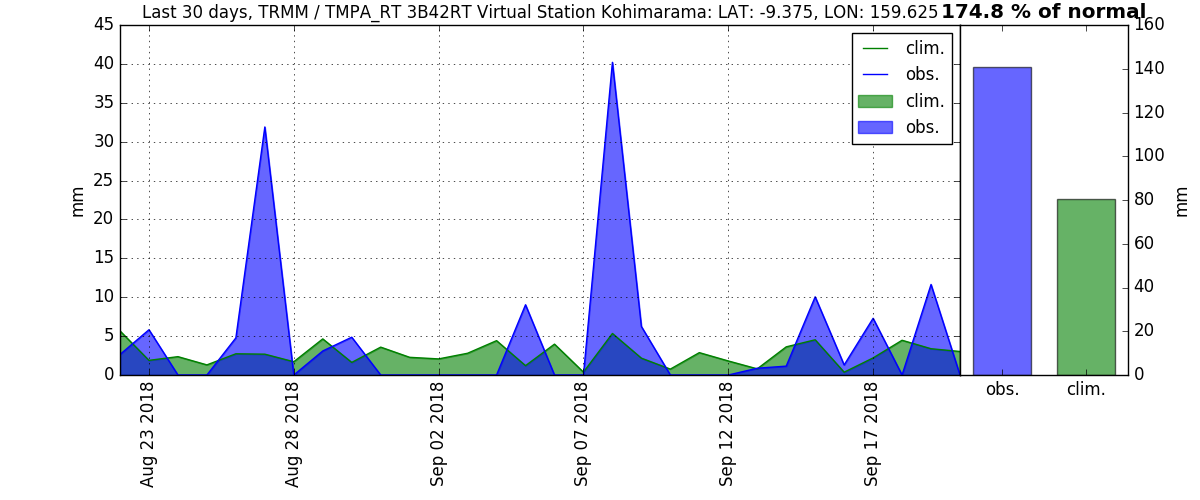 Last 30 days, TRMM / TMPA_RT 3B42RT Virtual Station Kohimarama: LAT: -9.375, LON: 159.625 174.8 % of normal
45
40
35
30
25
20
15
10
5
0
mm
clim.
obs.
clim.
obs.
Aug 23 2018
Aug 28 2018
Sep 02 2018
Sep 07 2018
Sep 12 2018
Sep 17 2018
160
140
120
100
80
60
40
20
0
mm
obs. clim.